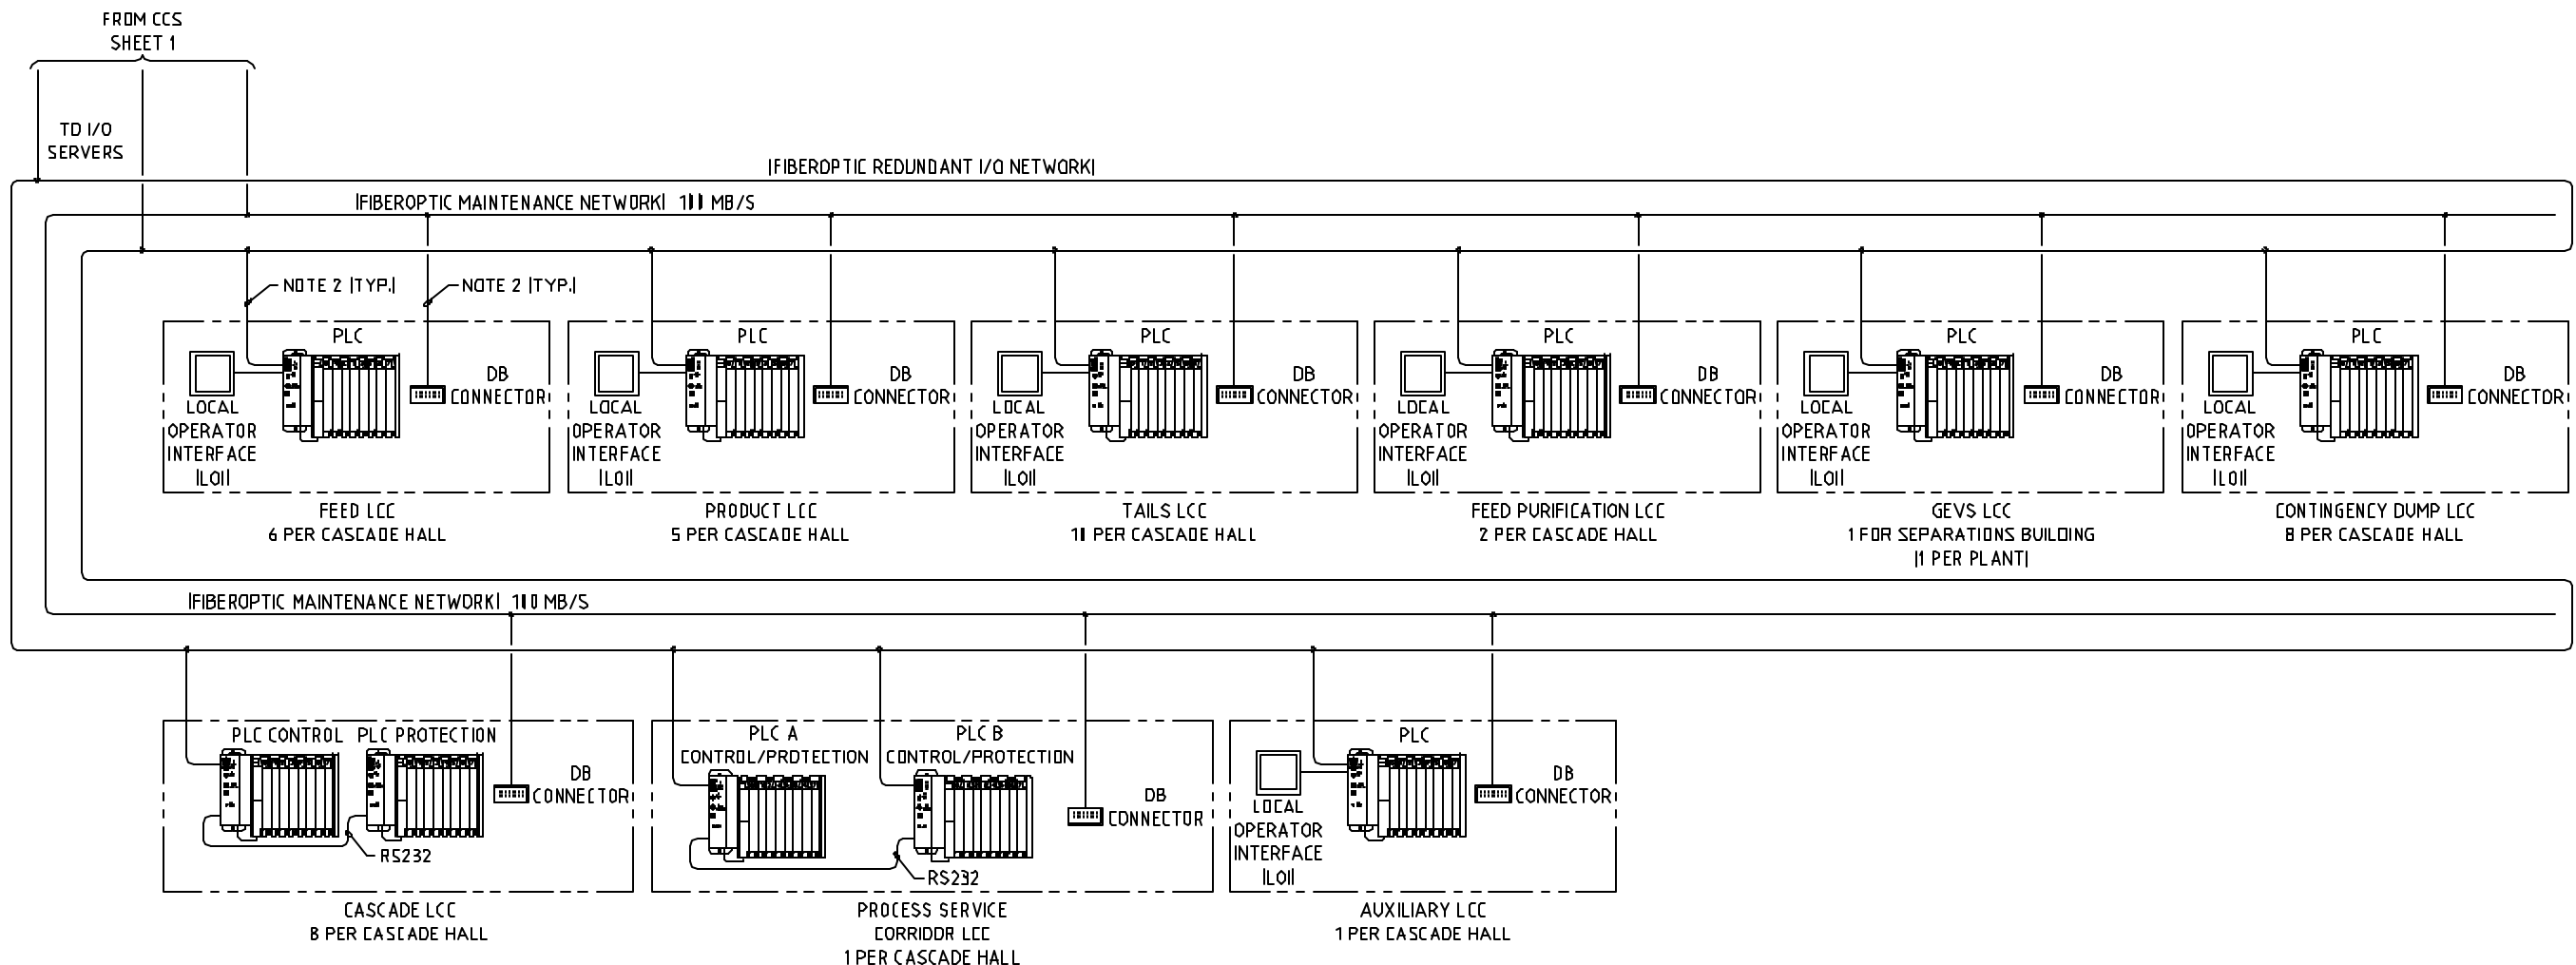 FROM CCS
SHEET 1
TO I/O
SERVERS
(FIBEROPTIC REDUNDANT I/O NETWORK)
(FIBEROPTIC MAINTENANCE NETWORK) 100 MB/S
NOTE 2 (TYP.)
NOTE 2 (TYP.)
PLC
DB
CONNECTOR
LOCAL
OPERATOR
INTERFACE
(LOI)
FEED LCC
6 PER CASCADE HALL
PLC
DB
CONNECTOR
LOCAL
OPERATOR
INTERFACE
(LOI)
PRODUCT LCC
5 PER CASCADE HALL
PLC
DB
CONNECTOR
LOCAL
OPERATOR
INTERFACE
(LOI)
TAILS LCC
PER CASCADE HALL
PLC
DB
CONNECTOR
LOCAL
OPERATOR
INTERFACE
(LOI)
FEED PURIFICATION LCC
2 PER CASCADE HALL
PLC
DB
CONNECTOR
LOCAL
OPERATOR
INTERFACE
(LOI)
GEVS LCC
1 FOR SEPARATIONS BUILDING
(1 PER PLANT)
PLC
DB
CONNECTOR
LOCAL
OPERATOR
INTERFACE
(LOI)
CONTINGENCY DUMP LCC
8 PER CASCADE HALL
(FIBEROPTIC MAINTENANCE NETWORK) 100 MB/S
PLC CONTROL
PLC PROTECTION
DB
CONNECTOR
RS232
CASCADE LCC
8 PER CASCADE HALL
PLC A
CONTROL/PROTECTION
PLC B
CONTROL/PROTECTION
DB
CONNECTOR
RS232
PROCESS SERVICE
CORRIDOR LCC
1 PER CASCADE HALL
PLC
DB
CONNECTOR
LOCAL
OPERATOR
INTERFACE
(LOI)
AUXILIARY LCC
1 PER CASCADE HALL